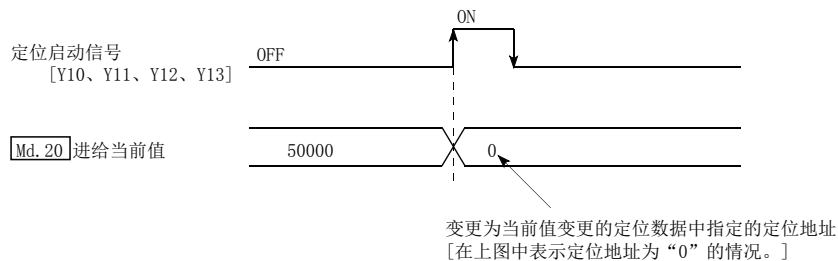 ON
定位启动信号
OFF
[Y10、Y11、Y12、Y13]
Md.20 进给当前值
50000
0
变更为当前值变更的定位数据中指定的定位地址
[在上图中表示定位地址为“0”的情况。]